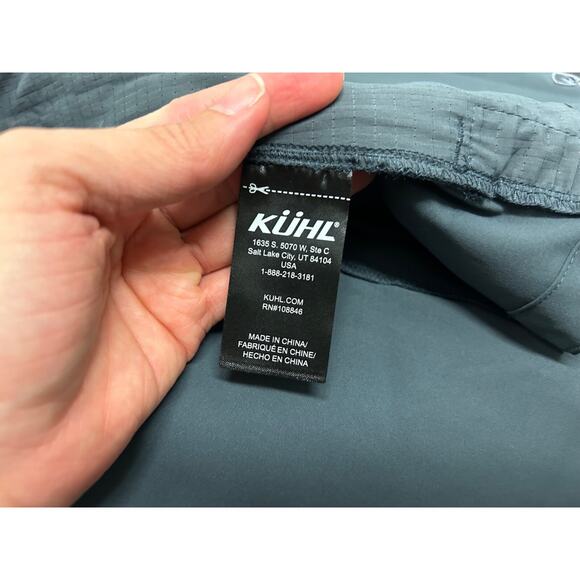 KÜHL®
1635 S. 5070 W, Ste C
Salt Lake City, UT 84104
USA
1-888-218-3181
KUHL.COM
RN#108846
MADE IN CHINA/
FABRIQUÉ EN CHINE/
HECHO EN CHINA